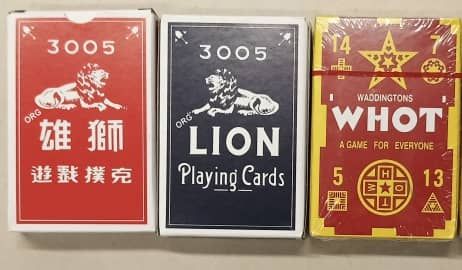 3005
ORG
雄獅
遊戲撲克
3005
ORG
LION
Playing Cards
14 7
WADDINGTONS
WHOT
A GAME FOR EVERYONE
5 13
WHOT